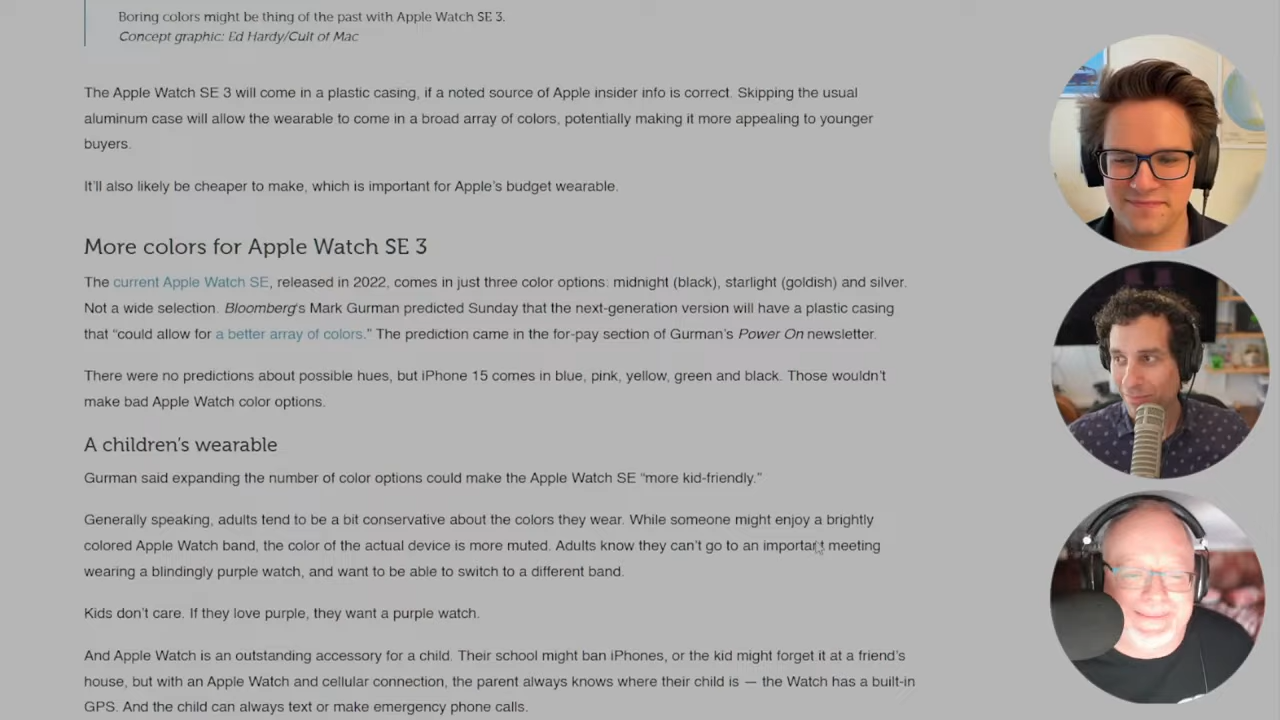 Boring colors might be thing of the past with Apple Watch SE 3.
Concept graphic: Ed Hardy/Cult of Mac
The Apple Watch SE 3 will come in a plastic casing, if a noted source of Apple insider info is correct. Skipping the usual
aluminum case will allow the wearable to come in a broad array of colors, potentially making it more appealing to younger
buyers.
It’ll also likely be cheaper to make, which is important for Apple’s budget wearable.
More colors for Apple Watch SE 3
The current Apple Watch SE, released in 2022, comes in just three color options: midnight (black), starlight (goldish) and silver.
Not a wide selection. Bloomberg’s Mark Gurman predicted Sunday that the next-generation version will have a plastic casing
that “could allow for a better array of colors.” The prediction came in the for-pay section of Gurman’s Power On newsletter.
There were no predictions about possible hues, but iPhone 15 comes in blue, pink, yellow, green and black. Those wouldn’t
make bad Apple Watch color options.
A children’s wearable
Gurman said expanding the number of color options could make the Apple Watch SE “more kid-friendly.”
Generally speaking, adults tend to be a bit conservative about the colors they wear. While someone might enjoy a brightly
colored Apple Watch band, the color of the actual device is more muted. Adults know they can’t go to an important meeting
wearing a blindingly purple watch, and want to be able to switch to a different band.
Kids don’t care. If they love purple, they want a purple watch.
And Apple Watch is an outstanding accessory for a child. Their school might ban iPhones, or the kid might forget it at a friend’s
house, but with an Apple Watch and cellular connection, the parent always knows where their child is — the Watch has a built-in
GPS. And the child can always text or make emergency phone calls.